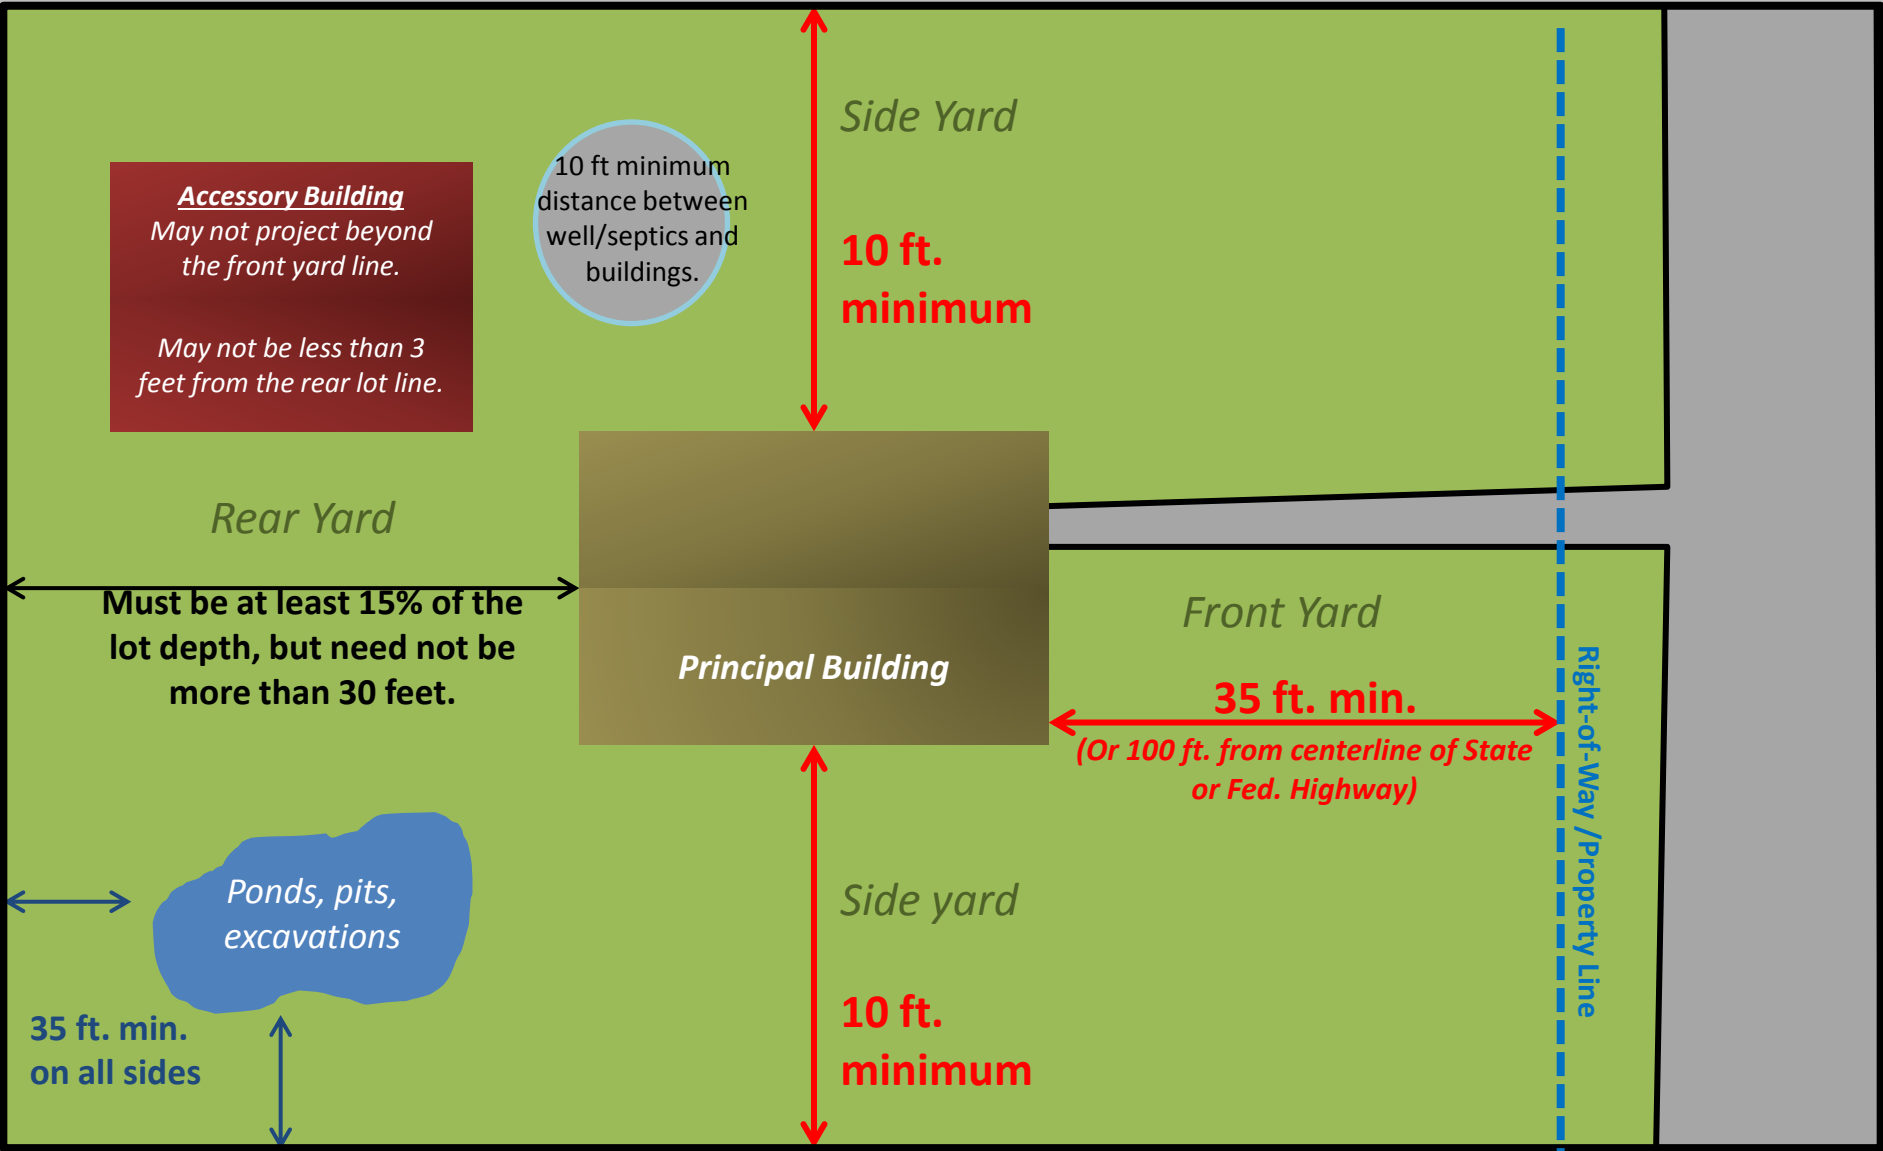 Side Yard
10 ft.
minimum
Accessory Building
May not project beyond
the front yard line.
May not be less than 3
feet from the rear lot line.
10 ft minimum
distance between
well/septics and
buildings.
Rear Yard
Must be at least 15% of the
lot depth, but need not be
more than 30 feet.
Principal Building
Front Yard
35 ft. min.
(Or 100 ft. from centerline of State
or Fed. Highway)
Right-of-Way /Property Line
Ponds, pits,
excavations
35 ft. min.
on all sides
Side yard
10 ft.
minimum